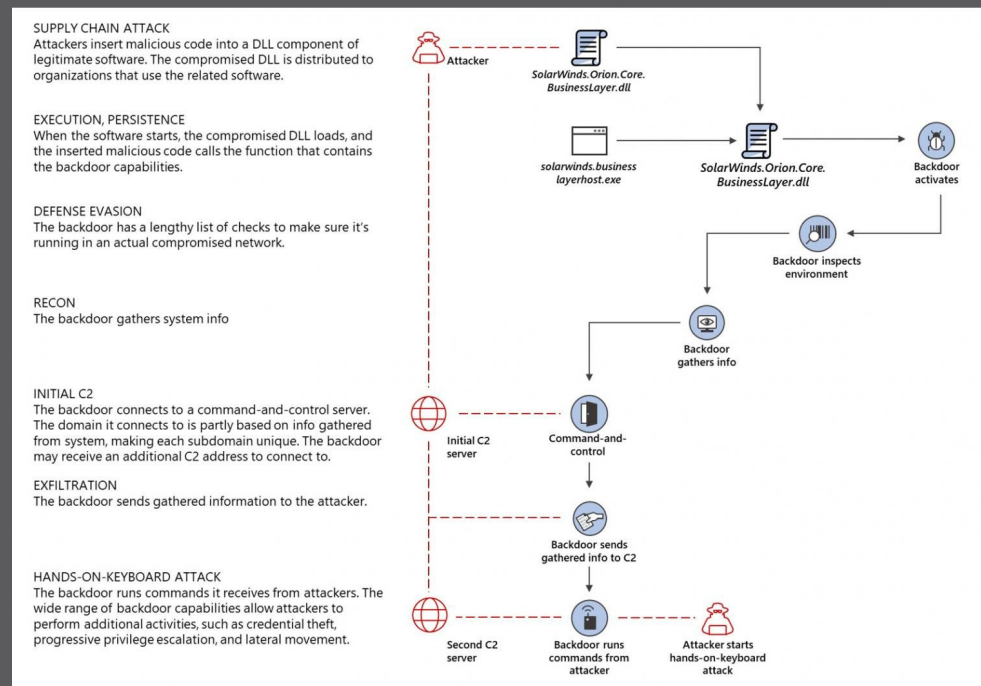 SUPPLY CHAIN ATTACK
Attackers insert malicious code into a DLL component of
legitimate software. The compromised DLL is distributed to
organizations that use the related software.
Attacker
SolarWinds.Orion.Core.
BusinessLayer.dll
EXECUTION, PERSISTENCE
When the software starts, the compromised DLL loads, and
the inserted malicious code calls the function that contains
the backdoor capabilities.
solarwinds.business
layerhost.exe
SolarWinds.Orion.Core.
BusinessLayer.dll
Backdoor
activates
DEFENSE EVASION
The backdoor has a lengthy list of checks to make sure it's
running in an actual compromised network.
Backdoor inspects
environment
RECON
The backdoor gathers system info
Backdoor
gathers info
INITIAL C2
The backdoor connects to a command-and-control server.
The domain it connects to is partly based on info gathered
from system, making each subdomain unique. The backdoor
may receive an additional C2 address to connect to.
Initial C2
server
Command-and-
control
EXFILTRATION
The backdoor sends gathered information to the attacker.
Backdoor sends
gathered info to C2
HANDS-ON-KEYBOARD ATTACK
The backdoor runs commands it receives from attackers. The
wide range of backdoor capabilities allow attackers to
perform additional activities, such as credential theft,
progressive privilege escalation, and lateral movement.
Second C2
server
Backdoor runs
commands from
attacker
Attacker starts
hands-on-keyboard
attack